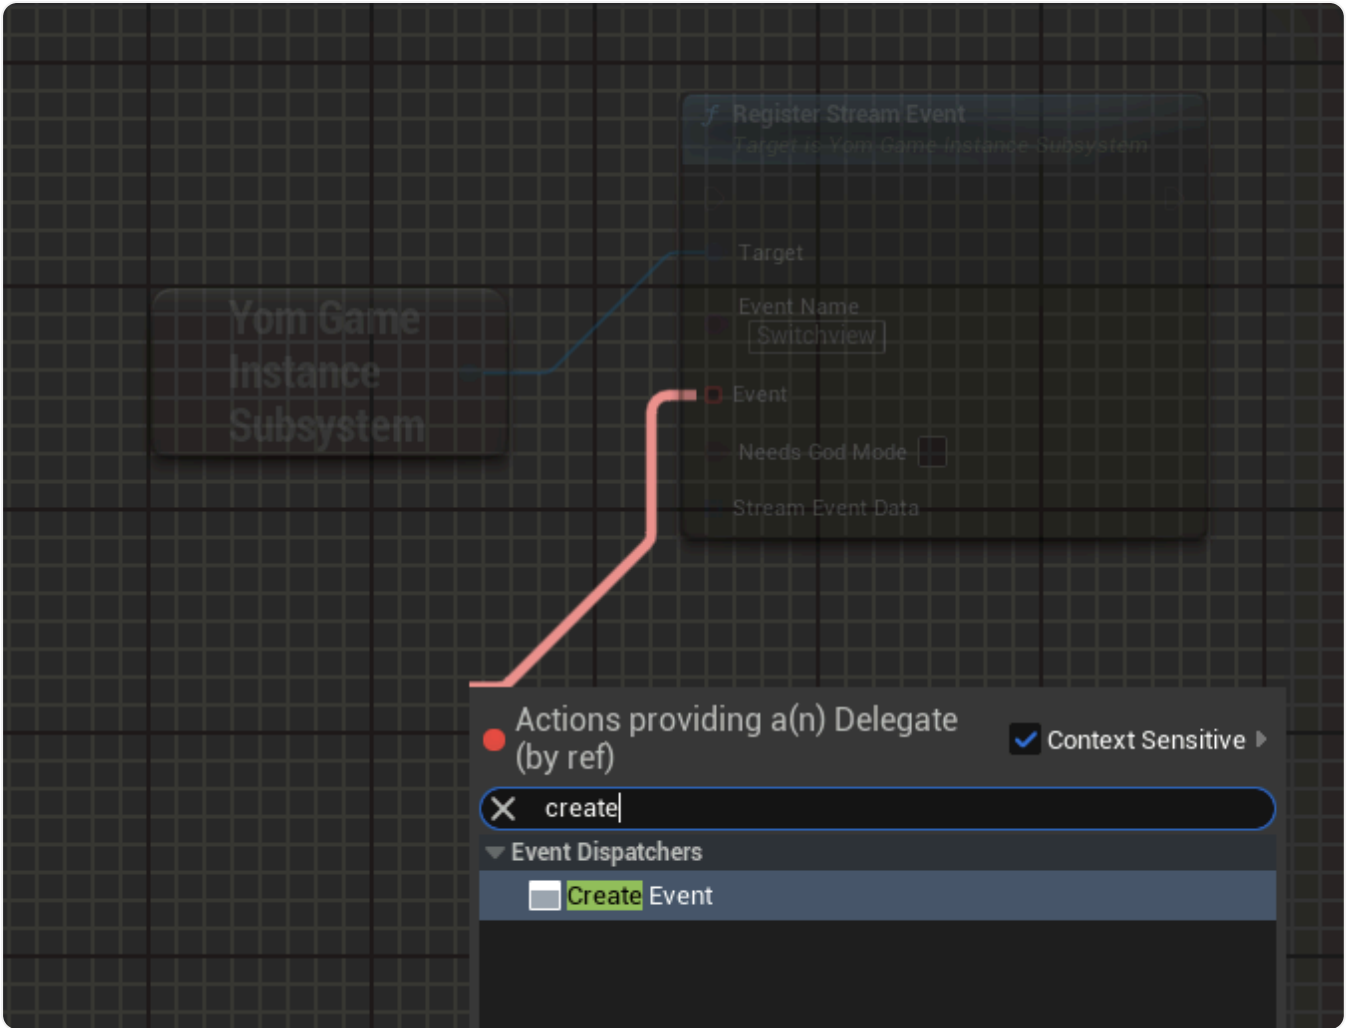 Register Stream Event
Target is Yom Game Instance Subsystem
Target
Event Name
Switchview
Event
Needs God Mode
Stream Event Data
Yom Game
Instance
Subsystem
Actions providing a(n) Delegate
(by ref)
Context Sensitive
create
Event Dispatchers
Create Event